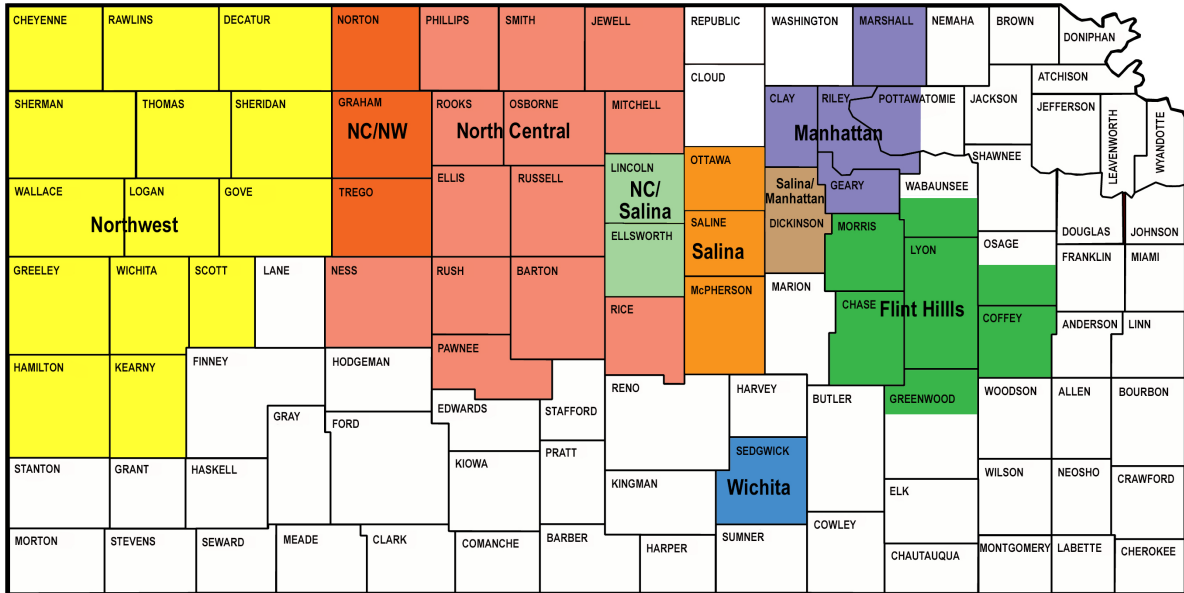 CHEYENNE
RAWLINS
DECATUR
NORTON
PHILLIPS
SMITH
JEWELL
REPUBLIC
WASHINGTON
MARSHALL
NEMAHA
BROWN
DONIPHAN
CLOUD
ATCHISON
SHERMAN
THOMAS
SHERIDAN
GRAHAM
NC/NW
ROOKS
OSBORNE
North Central
MITCHELL
CLAY
RILEY
POTTAWATOMIE
Manhattan
JACKSON
JEFFERSON
LEAVENWORTH
WYANDOTTE
OTTAWA
SHAWNEE
LINCOLN
NC/
Salina
WALLACE
LOGAN
GOVE
Northwest
TREGO
ELLIS
RUSSELL
Salina/
Manhattan
GEARY
WABAUNSEE
ELLSWORTH
SALINE
Salina
DICKINSON
MORRIS
LYON
OSAGE
DOUGLAS
JOHNSON
GREELEY
WICHITA
SCOTT
LANE
NESS
RUSH
BARTON
FRANKLIN
MIAMI
McPHERSON
MARION
RICE
CHASE
Flint Hillls
COFFEY
ANDERSON
LINN
HAMILTON
KEARNY
FINNEY
HODGEMAN
PAWNEE
RENO
HARVEY
BUTLER
GREENWOOD
WOODSON
ALLEN
BOURBON
GRAY
FORD
EDWARDS
STAFFORD
STANTON
GRANT
HASKELL
KIOWA
PRATT
KINGMAN
SEDGWICK
Wichita
ELK
WILSON
NEOSHO
CRAWFORD
MORTON
STEVENS
SEWARD
MEADE
CLARK
COMANCHE
BARBER
HARPER
SUMNER
COWLEY
CHAUTAUQUA
MONTGOMERY
LABETTE
CHEROKEE